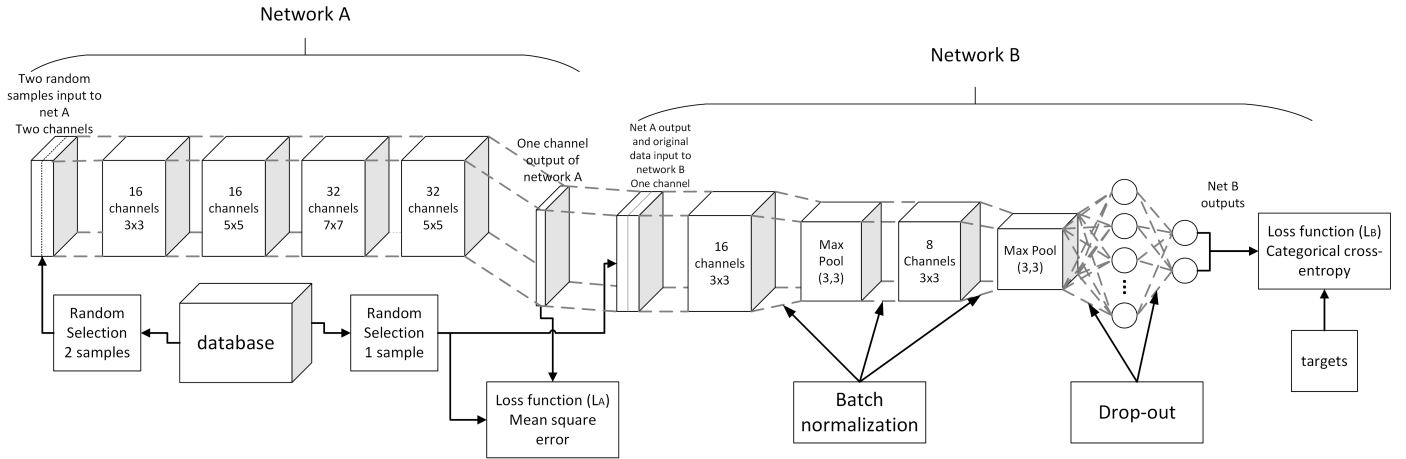 Network A
Network B
Two random
samples input to
net A
Two channels
16
channels
3x3
16
channels
5x5
32
channels
7x7
32
channels
5x5
One channel
output of
network A
Net A output
and original
data input to
network B
One channel
16
channels
3x3
Max
Pool
(3,3)
8
Channels
3x3
Max Pool
(3,3)
Net B
outputs
Loss function (LB)
Categorical cross-
entropy
Random
Selection
2 samples
database
Random
Selection
1 sample
Loss function (LA)
Mean square
error
Batch
normalization
Drop-out
targets